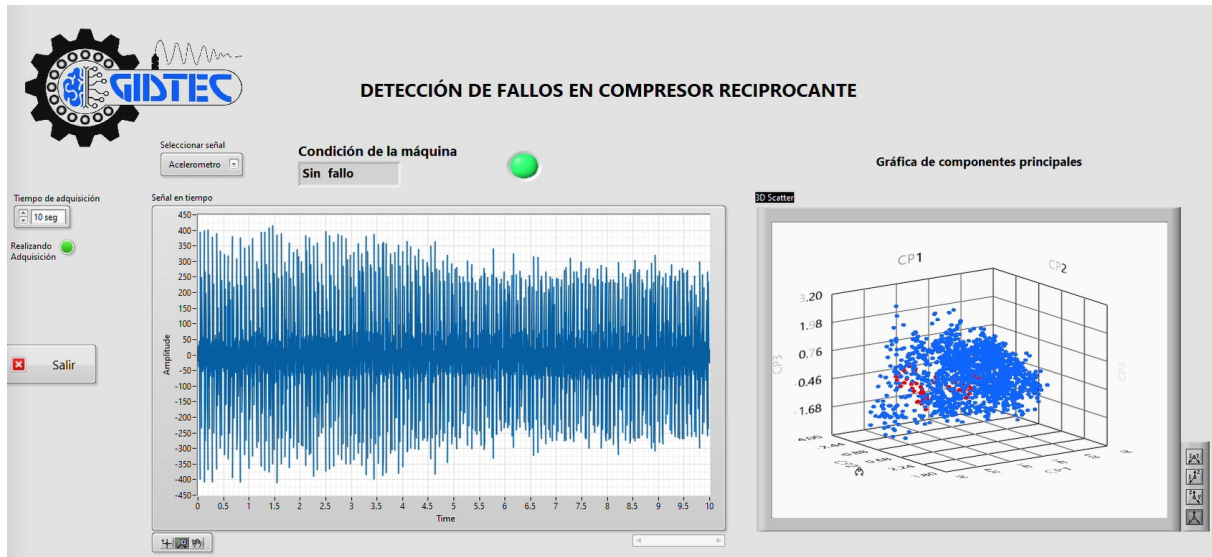 GIDTEC
DETECCIÓN DE FALLOS EN COMPRESOR RECIPROCANTE
Seleccionar señal
Acelerometro
Condición de la máquina
Sin fallo
Gráfica de componentes principales
Tiempo de adquisición
10 seg
Realizando
Adquisición
Salir
Señal en tiempo
450
400
350
300
250
200
150
100
50
0
-50
-100
-150
-200
-250
-300
-350
-400
-450
Amplitude
0 0.5 1 1.5 2 2.5 3 3.5 4 4.5 5 5.5 6 6.5 7 7.5 8 8.5 9 9.5 10
Time
3D Scatter
CP1
CP2
3.20
1.98
0.76
0.46
1.68
CP3
CP3
CP1